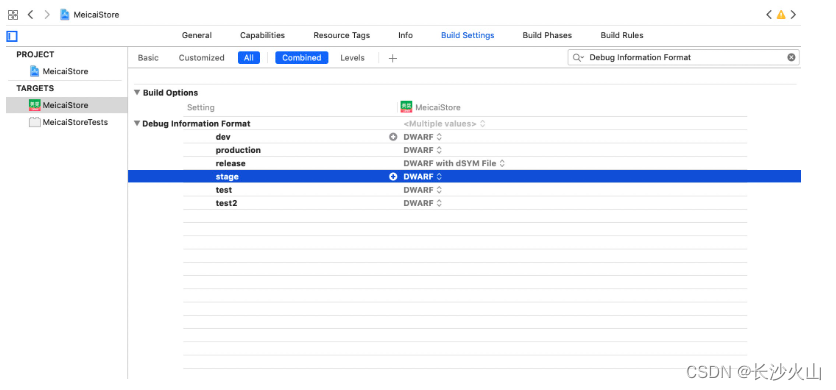 MeicaiStore
General Capabilities Resource Tags Info Build Settings Build Phases Build Rules
PROJECT
MeicaiStore
TARGETS
MeicaiStore
MeicaiStoreTests
Basic Customized All Combined Levels + Debug Information Format
Build Options
Setting MeicaiStore
Debug Information Format <Multiple values>
dev DWARF
production DWARF
release DWARF with dSYM File
stage DWARF
test DWARF
test2 DWARF
CSDN @长沙火山